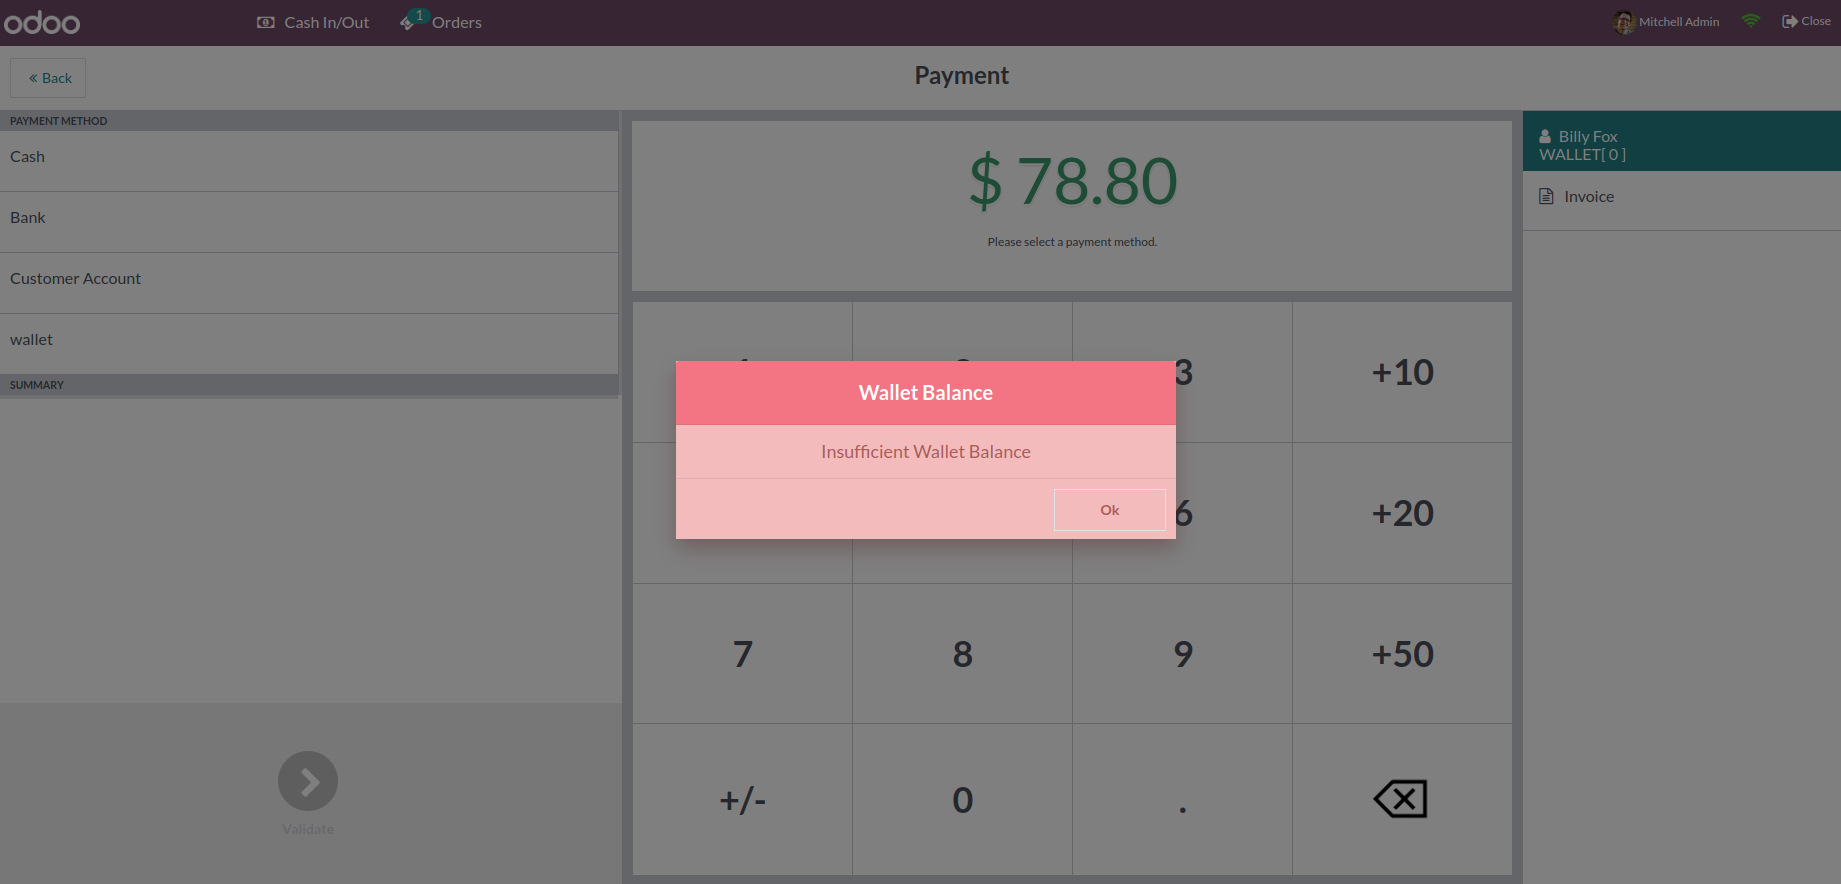 odoo
Cash In/Out
1
Orders
Mitchell Admin
Close
« Back
Payment
PAYMENT METHOD
Cash
Bank
Customer Account
wallet
SUMMARY
Validate
$ 78.80
Please select a payment method.
3
+10
Wallet Balance
Insufficient Wallet Balance
Ok
6
+20
7
8
9
+50
+/-
0
.
Billy Fox
WALLET[ 0 ]
Invoice